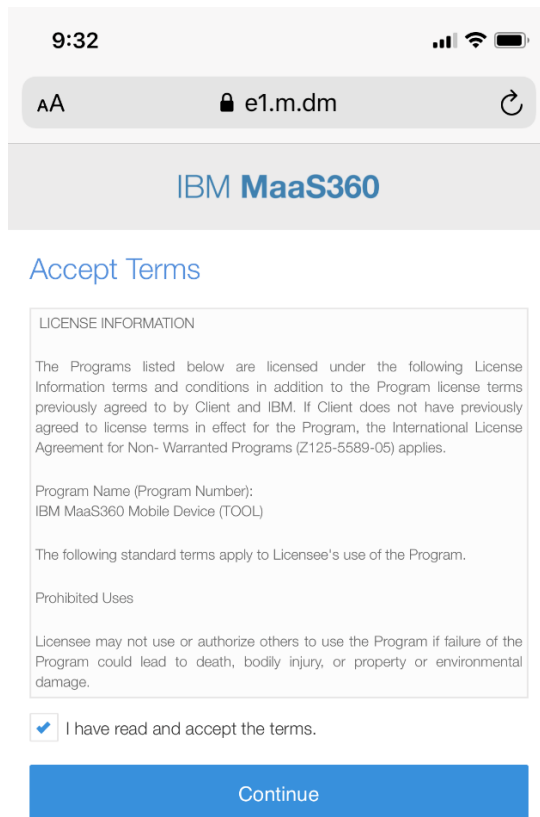 9:32
AA e1.m.dm
IBM MaaS360
Accept Terms
LICENSE INFORMATION
The Programs listed below are licensed under the following License
Information terms and conditions in addition to the Program license terms
previously agreed to by Client and IBM. If Client does not have previously
agreed to license terms in effect for the Program, the International License
Agreement for Non- Warranted Programs (Z125-5589-05) applies.
Program Name (Program Number):
IBM MaaS360 Mobile Device (TOOL)
The following standard terms apply to Licensee's use of the Program.
Prohibited Uses
Licensee may not use or authorize others to use the Program if failure of the
Program could lead to death, bodily injury, or property or environmental
damage.
I have read and accept the terms.
Continue